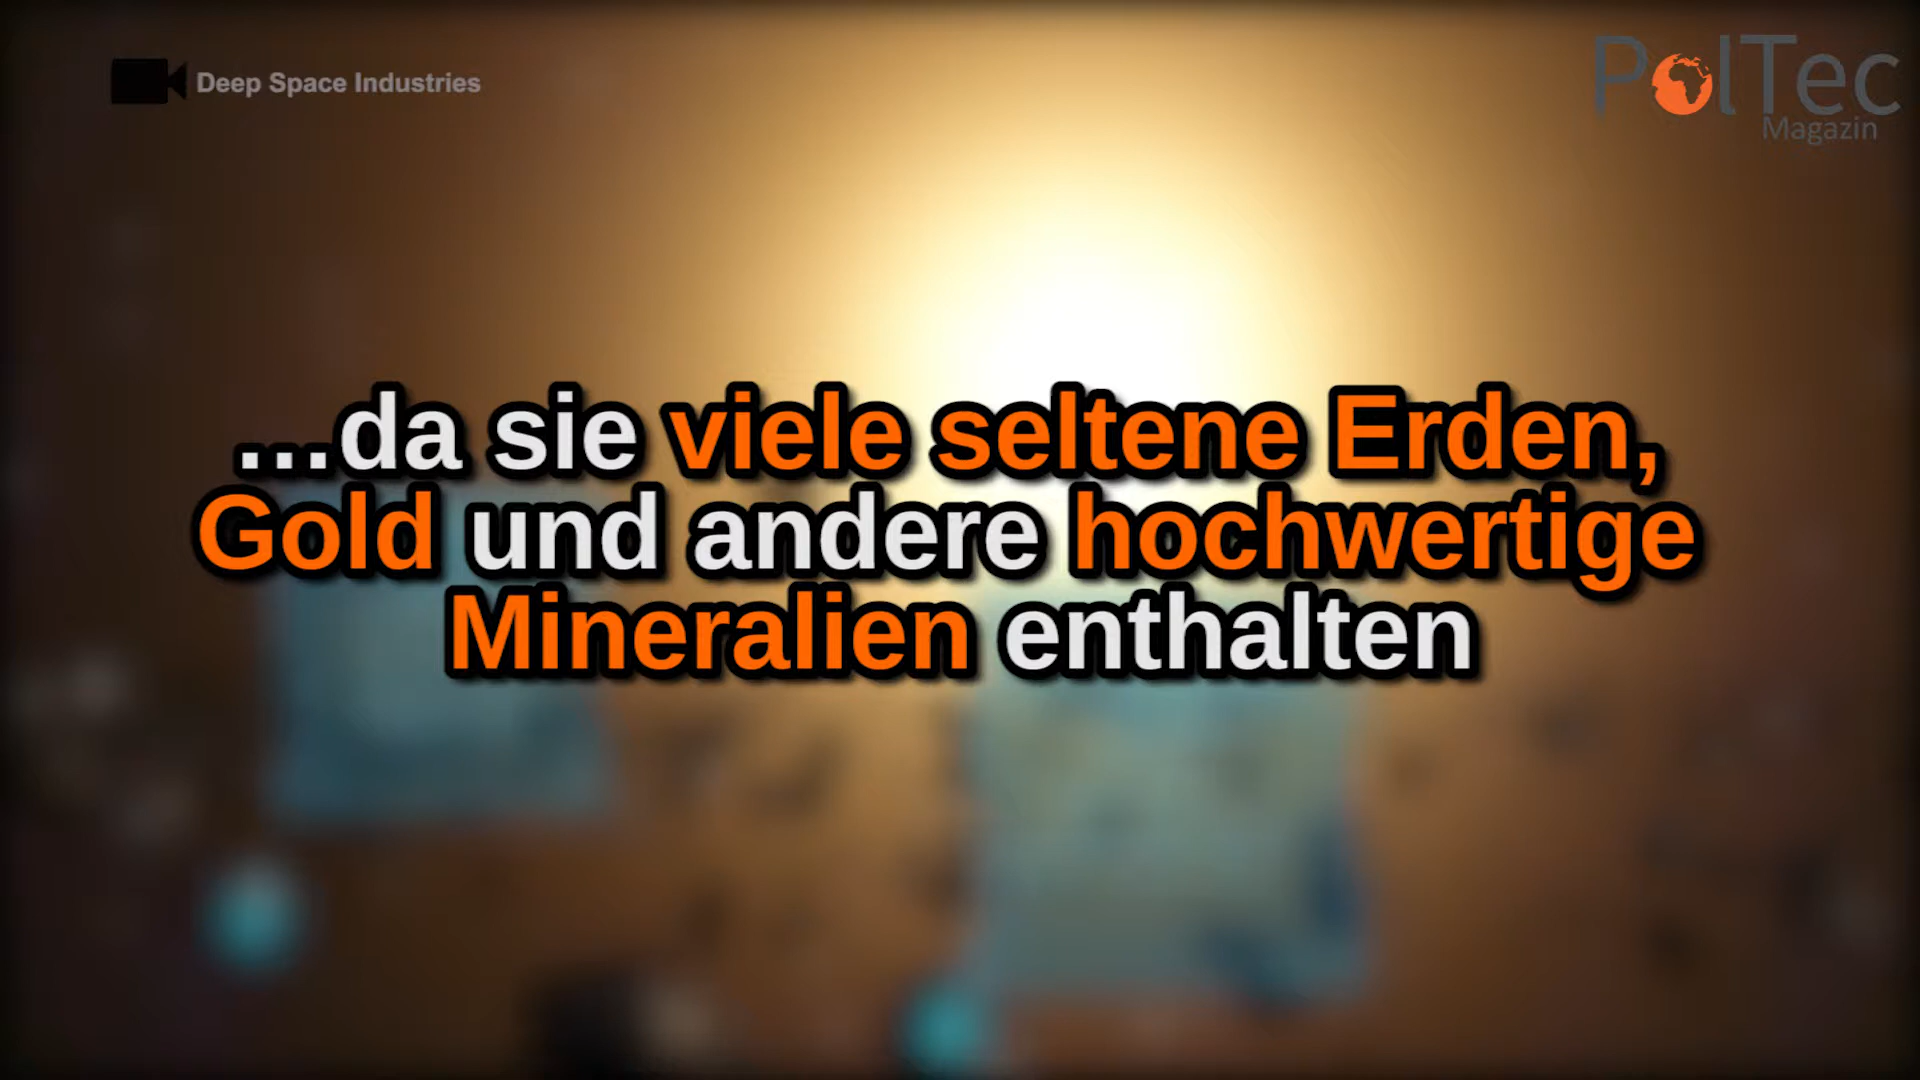 Deep Space Industries
PolTec
Magazin
...da sie viele seltene Erden,
Gold und andere hochwertige
Mineralien enthalten